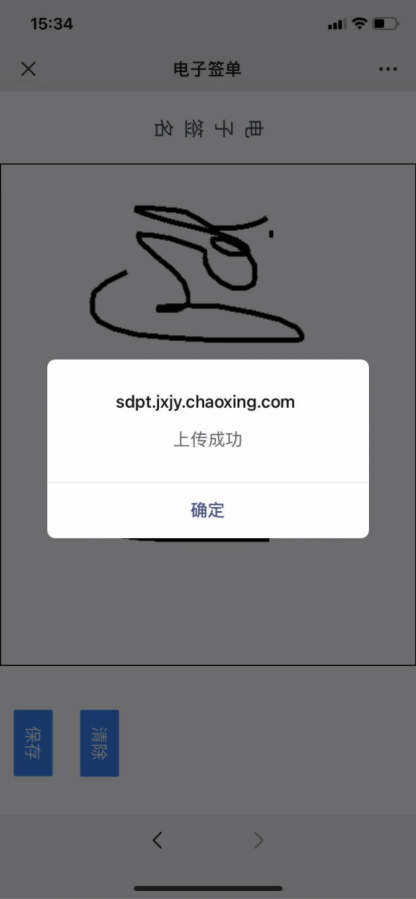 15:34
电子签单
电子签名
sdpt.jxjy.chaoxing.com
上传成功
确定
保存
清除